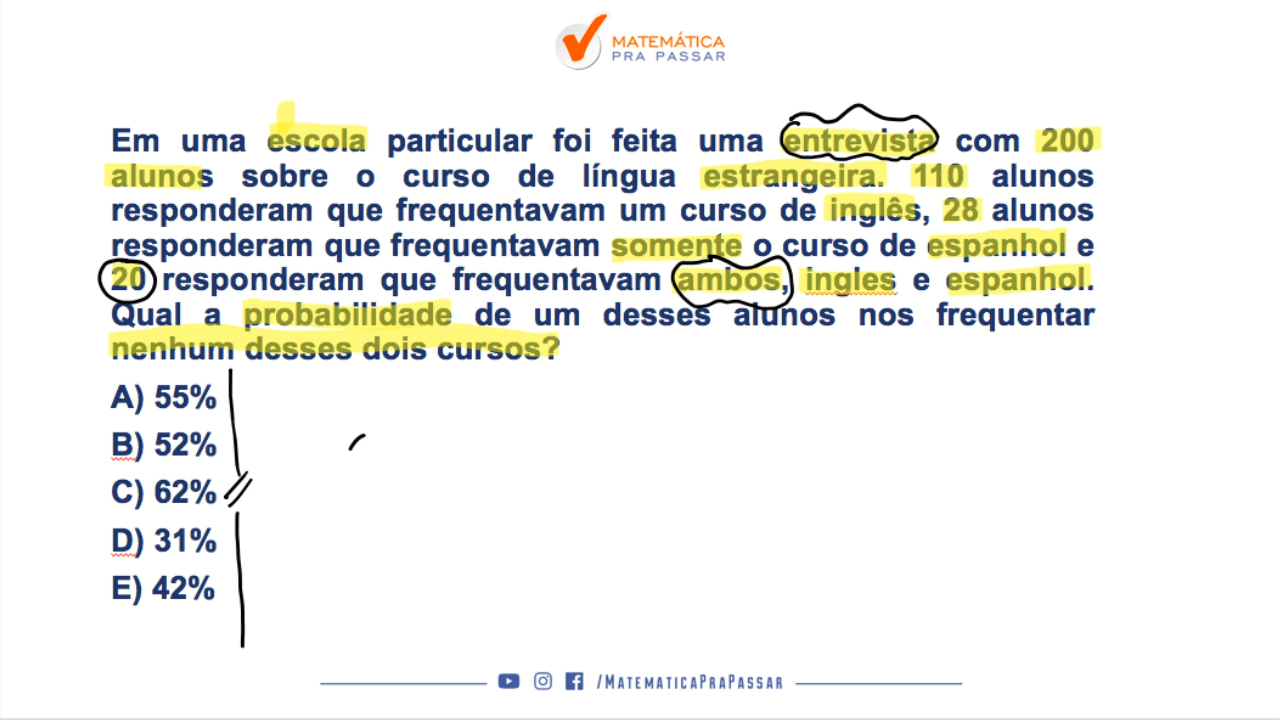 MATEMÁTICA
PRA PASSAR
Em uma escola particular foi feita uma entrevista com 200
alunos sobre o curso de língua estrangeira. 110 alunos
responderam que frequentavam um curso de inglês, 28 alunos
responderam que frequentavam somente o curso de espanhol e
20 responderam que frequentavam ambos, ingles e espanhol.
Qual a probabilidade de um desses alunos nos frequentar
nenhum desses dois cursos?
A) 55%
B) 52%
C) 62%
D) 31%
E) 42%
/MATEMATICAPRAPASSAR